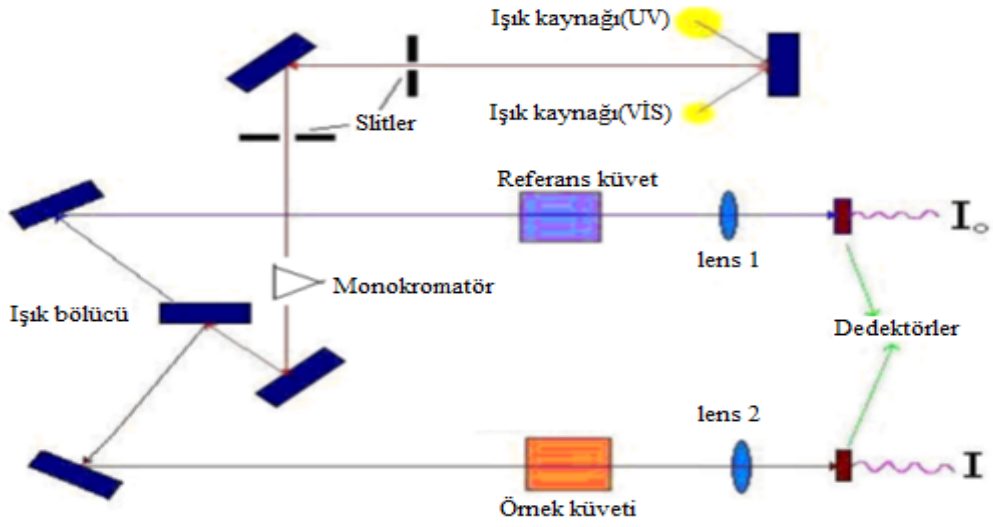 Işık kaynağı(UV)
Işık kaynağı(VİS)
Slitler
Referans küvet
I₀
lens 1
Monokromatör
Işık bölücü
Dedektörler
lens 2
I
Örnek küveti